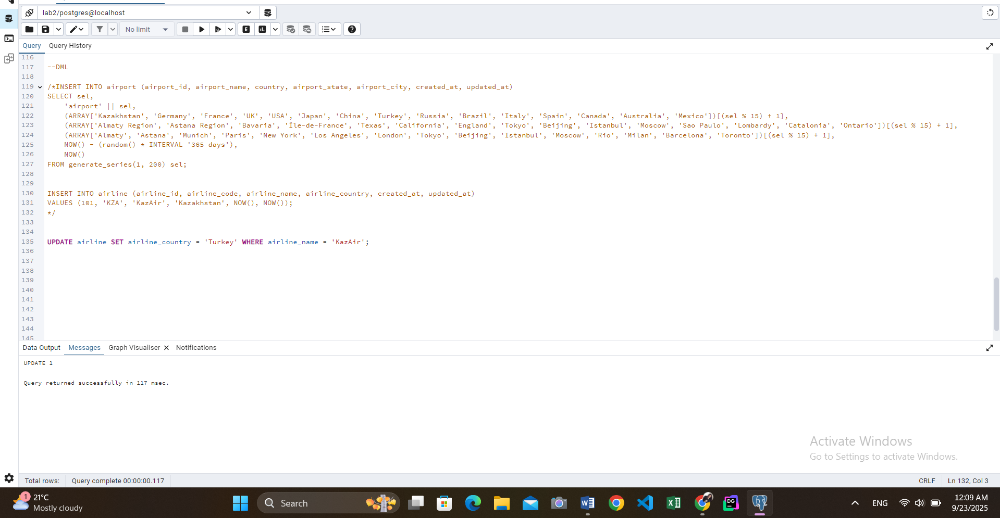 lab2/postgres@localhost
No limit
Query Query History
116
117 --DML
118
119 /*INSERT INTO airport (airport_id, airport_name, country, airport_state, airport_city, created_at, updated_at)
120 SELECT sel,
121 'airport' || sel,
122 (ARRAY['Kazakhstan', 'Germany', 'France', 'UK', 'USA', 'Japan', 'China', 'Turkey', 'Russia', 'Brazil', 'Italy', 'Spain', 'Canada', 'Australia', 'Mexico'])[(sel % 15) + 1],
123 (ARRAY['Almaty Region', 'Astana Region', 'Bavaria', 'Île-de-France', 'Texas', 'California', 'England', 'Tokyo', 'Beijing', 'Istanbul', 'Moscow', 'Sao Paulo', 'Lombardy', 'Catalonia', 'Ontario'])[(sel % 15) + 1],
124 (ARRAY['Almaty', 'Astana', 'Munich', 'Paris', 'New York', 'Los Angeles', 'London', 'Tokyo', 'Beijing', 'Istanbul', 'Moscow', 'Rio', 'Milan', 'Barcelona', 'Toronto'])[(sel % 15) + 1],
125 NOW() - (random() * INTERVAL '365 days'),
126 NOW()
127 FROM generate_series(1, 200) sel;
128
129
130 INSERT INTO airline (airline_id, airline_code, airline_name, airline_country, created_at, updated_at)
131 VALUES (101, 'KZA', 'KazAir', 'Kazakhstan', NOW(), NOW());
132 */
133
134
135 UPDATE airline SET airline_country = 'Turkey' WHERE airline_name = 'KazAir';
136
137
138
139
140
141
142
143
144
145
Data Output Messages Graph Visualiser Notifications
UPDATE 1
Query returned successfully in 117 msec.
Activate Windows
Go to Settings to activate Windows.
Total rows: Query complete 00:00:00.117 CRLF Ln 132, Col 3
1
21°C
Mostly cloudy
Search
DG
ENG
12:09 AM
9/23/2025